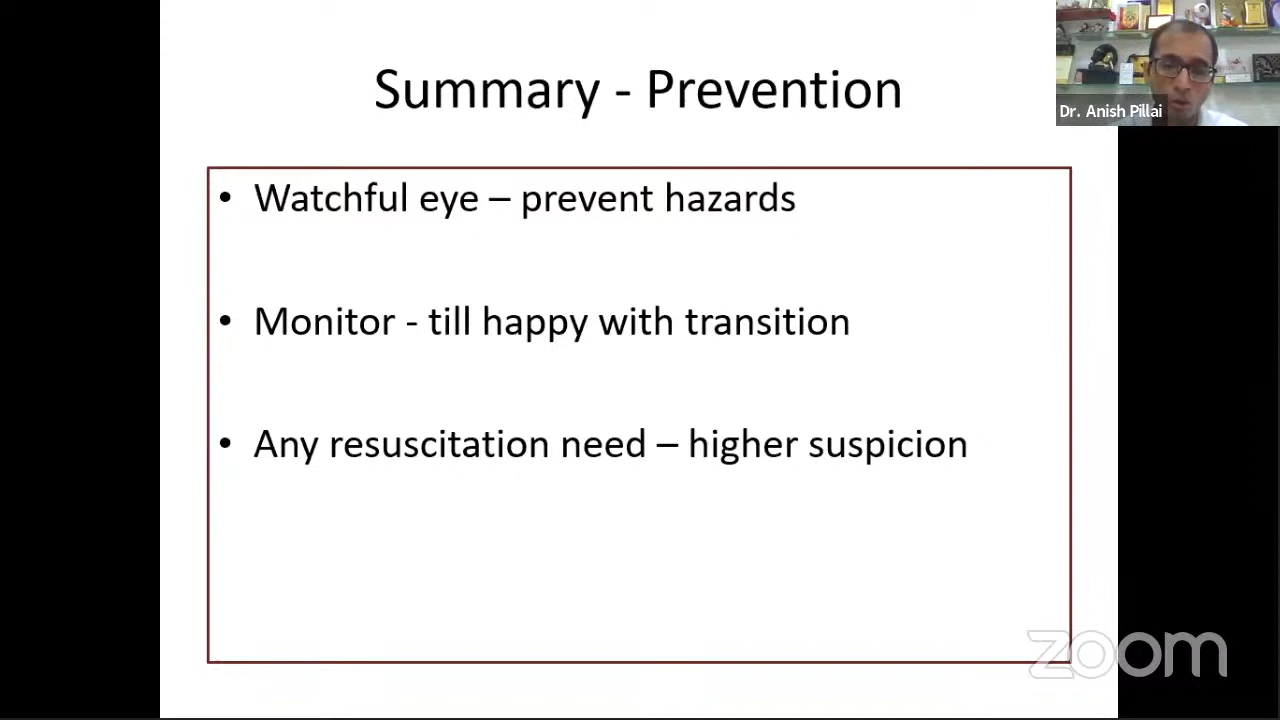 Summary - Prevention
Dr. Anish Pillai
• Watchful eye – prevent hazards
• Monitor - till happy with transition
• Any resuscitation need – higher suspicion
zoom